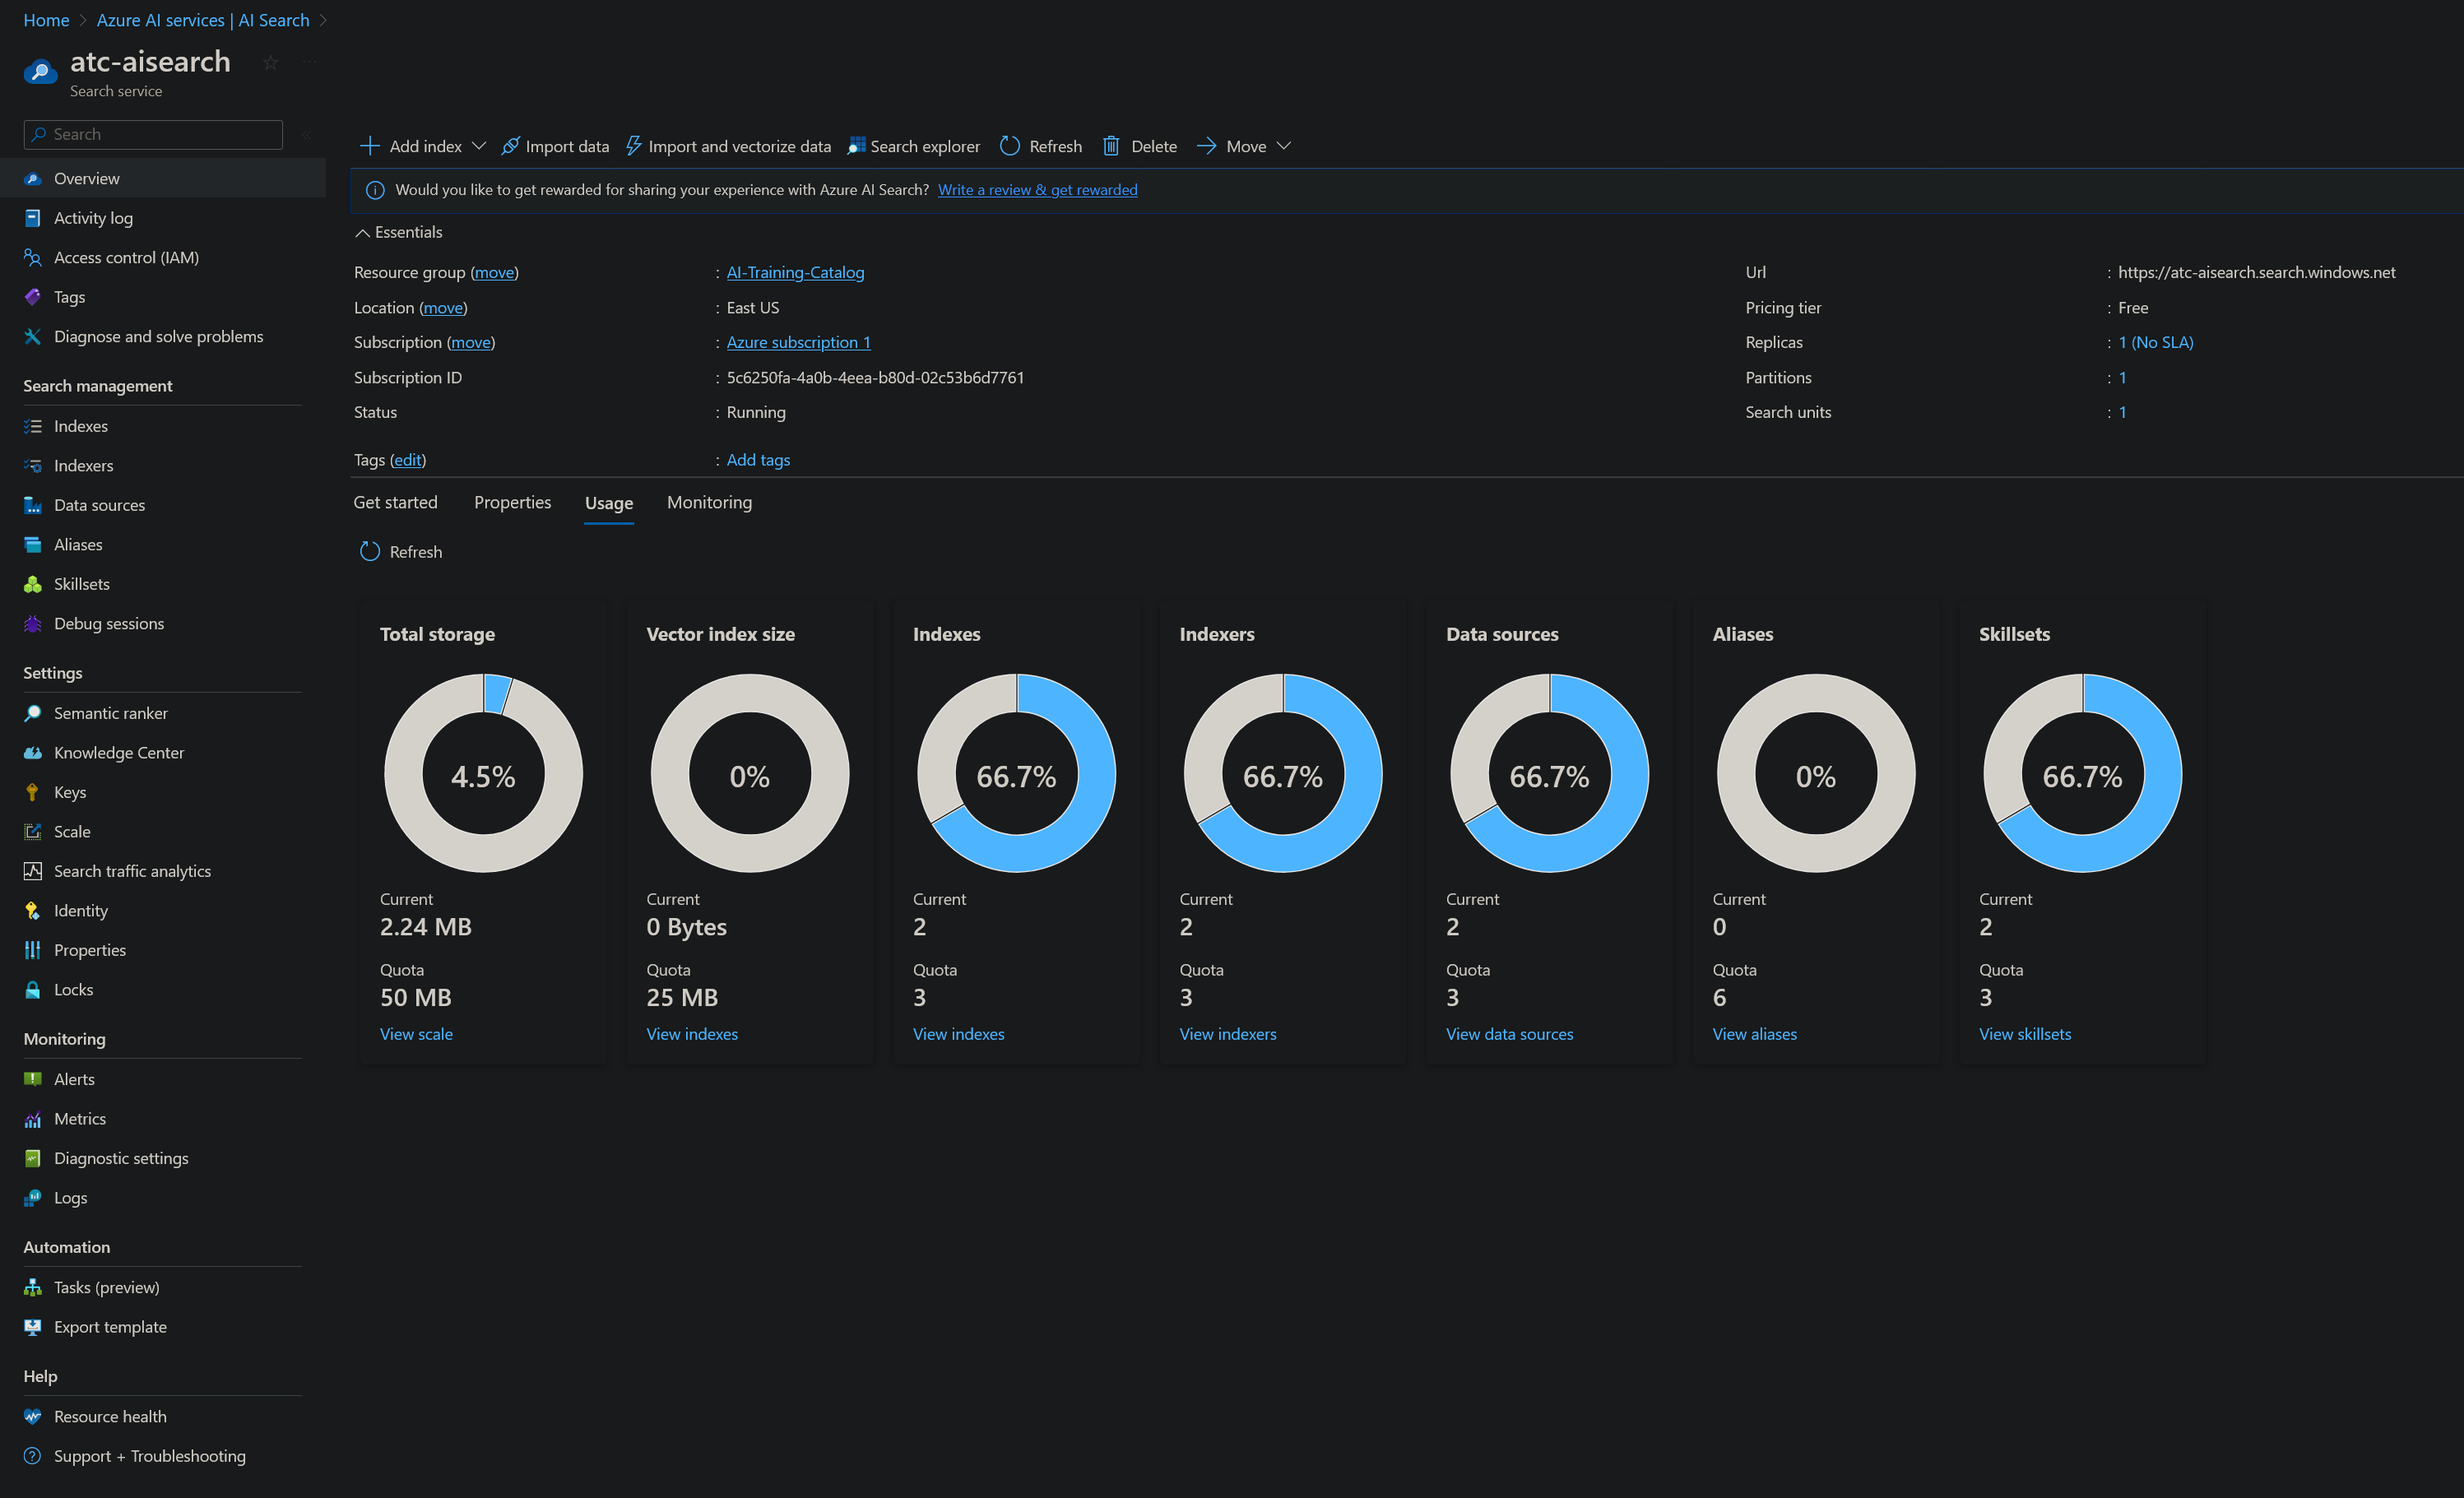 Home > Azure AI services | AI Search >
atc-aisearch
Search service
Search
Overview
Activity log
Access control (IAM)
Tags
Diagnose and solve problems
Search management
Indexes
Indexers
Data sources
Aliases
Skillsets
Debug sessions
Settings
Semantic ranker
Knowledge Center
Keys
Scale
Search traffic analytics
Identity
Properties
Locks
Monitoring
Alerts
Metrics
Diagnostic settings
Logs
Automation
Tasks (preview)
Export template
Help
Resource health
Support + Troubleshooting
Add index Import data Import and vectorize data Search explorer Refresh Delete Move
Would you like to get rewarded for sharing your experience with Azure AI Search? Write a review & get rewarded
Essentials
Resource group (move) : AI-Training-Catalog
Location (move) : East US
Subscription (move) : Azure subscription 1
Subscription ID : 5c6250fa-4a0b-4eea-b80d-02c53b6d7761
Status : Running
Tags (edit) : Add tags
Url : https://atc-aisearch.search.windows.net
Pricing tier : Free
Replicas : 1 (No SLA)
Partitions : 1
Search units : 1
Get started Properties Usage Monitoring
Refresh
Total storage
4.5%
Current
2.24 MB
Quota
50 MB
View scale
Vector index size
0%
Current
0 Bytes
Quota
25 MB
View indexes
Indexes
66.7%
Current
2
Quota
3
View indexes
Indexers
66.7%
Current
2
Quota
3
View indexers
Data sources
66.7%
Current
2
Quota
3
View data sources
Aliases
0%
Current
0
Quota
6
View aliases
Skillsets
66.7%
Current
2
Quota
3
View skillsets